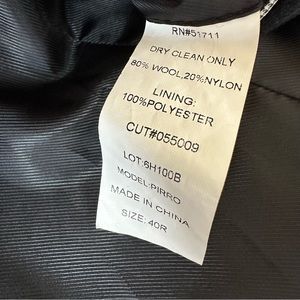 RN#51711
DRY CLEAN ONLY
80% WOOL,20%NYLON
LINING:
100%POLYESTER
CUT#055009
LOT:6H100B
MODEL:PIRRO
MADE IN CHINA
SIZE:40R